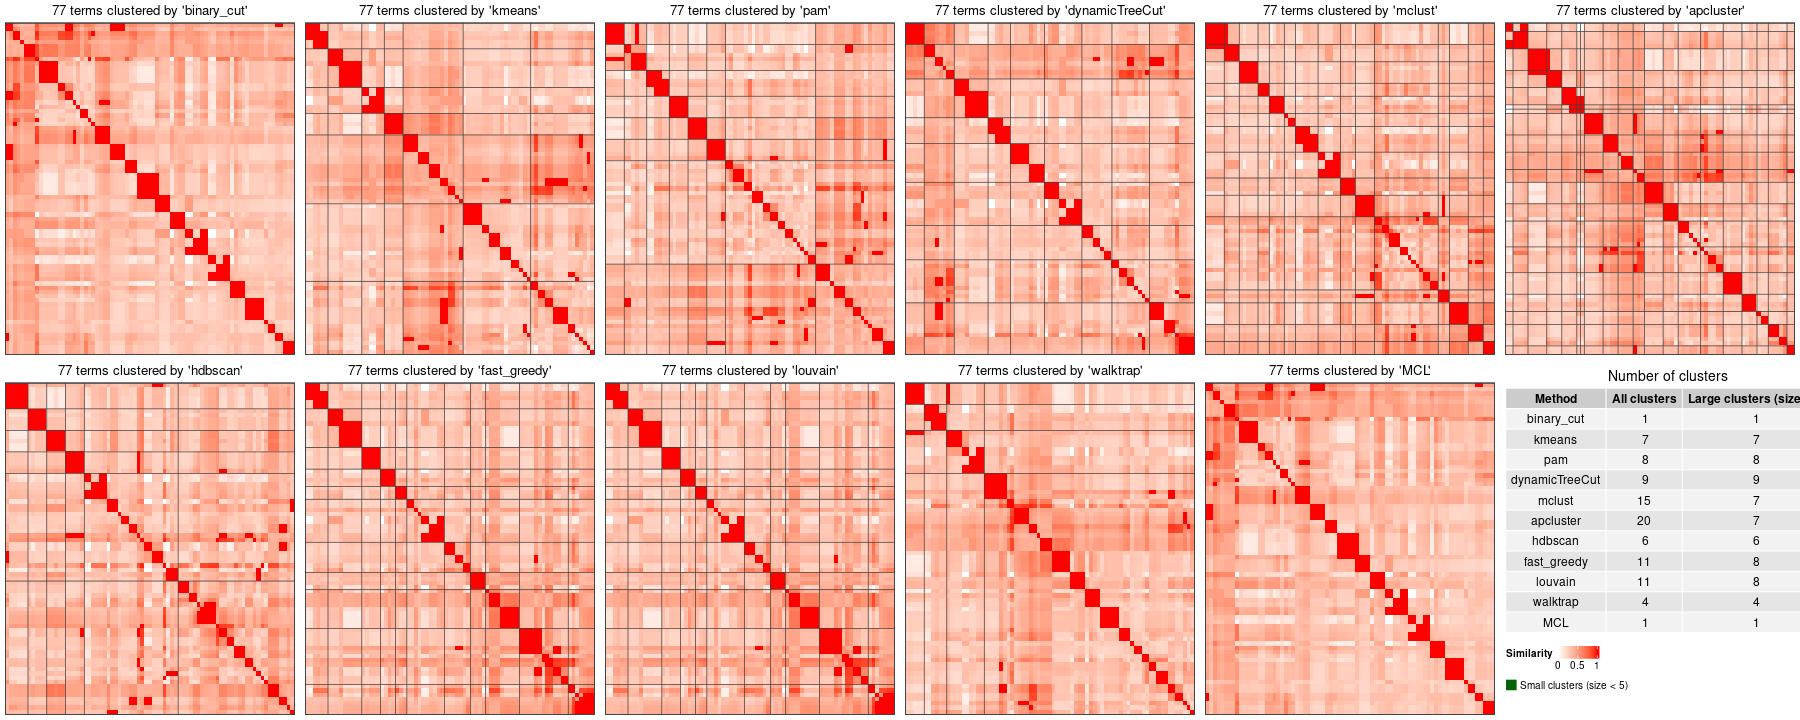 77 terms clustered by 'binary_cut'
77 terms clustered by 'kmeans'
77 terms clustered by 'pam'
77 terms clustered by 'dynamicTreeCut'
77 terms clustered by 'mclust'
77 terms clustered by 'apcluster'
77 terms clustered by 'hdbscan'
77 terms clustered by 'fast_greedy'
77 terms clustered by 'louvain'
77 terms clustered by 'walktrap'
77 terms clustered by 'MCL'
Number of clusters
Method All clusters Large clusters (size
binary_cut 1 1
kmeans 7 7
pam 8 8
dynamicTreeCut 9 9
mclust 15 7
apcluster 20 7
hdbscan 6 6
fast_greedy 11 8
louvain 11 8
walktrap 4 4
MCL 1 1
Similarity
0 0.5 1
Small clusters (size < 5)